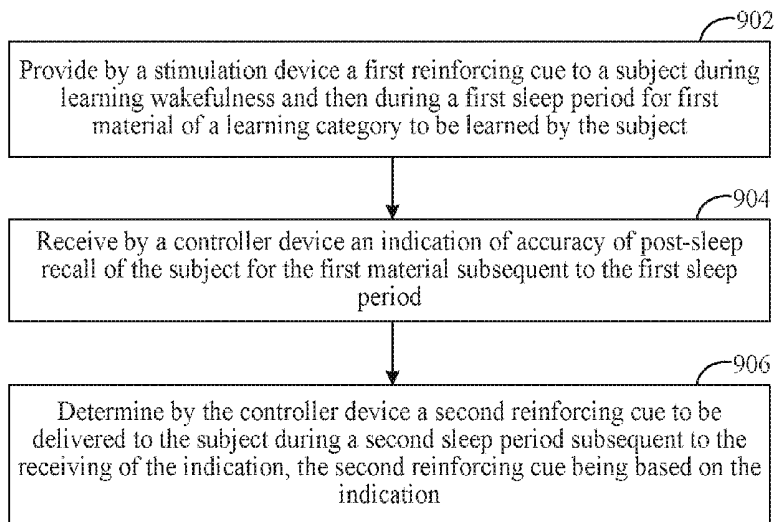 902
Provide by a stimulation device a first reinforcing cue to a subject during
learning wakefulness and then during a first sleep period for first
material of a learning category to be learned by the subject
904
Receive by a controller device an indication of accuracy of post-sleep
recall of the subject for the first material subsequent to the first sleep
period
906
Determine by the controller device a second reinforcing cue to be
delivered to the subject during a second sleep period subsequent to the
receiving of the indication, the second reinforcing cue being based on the
indication